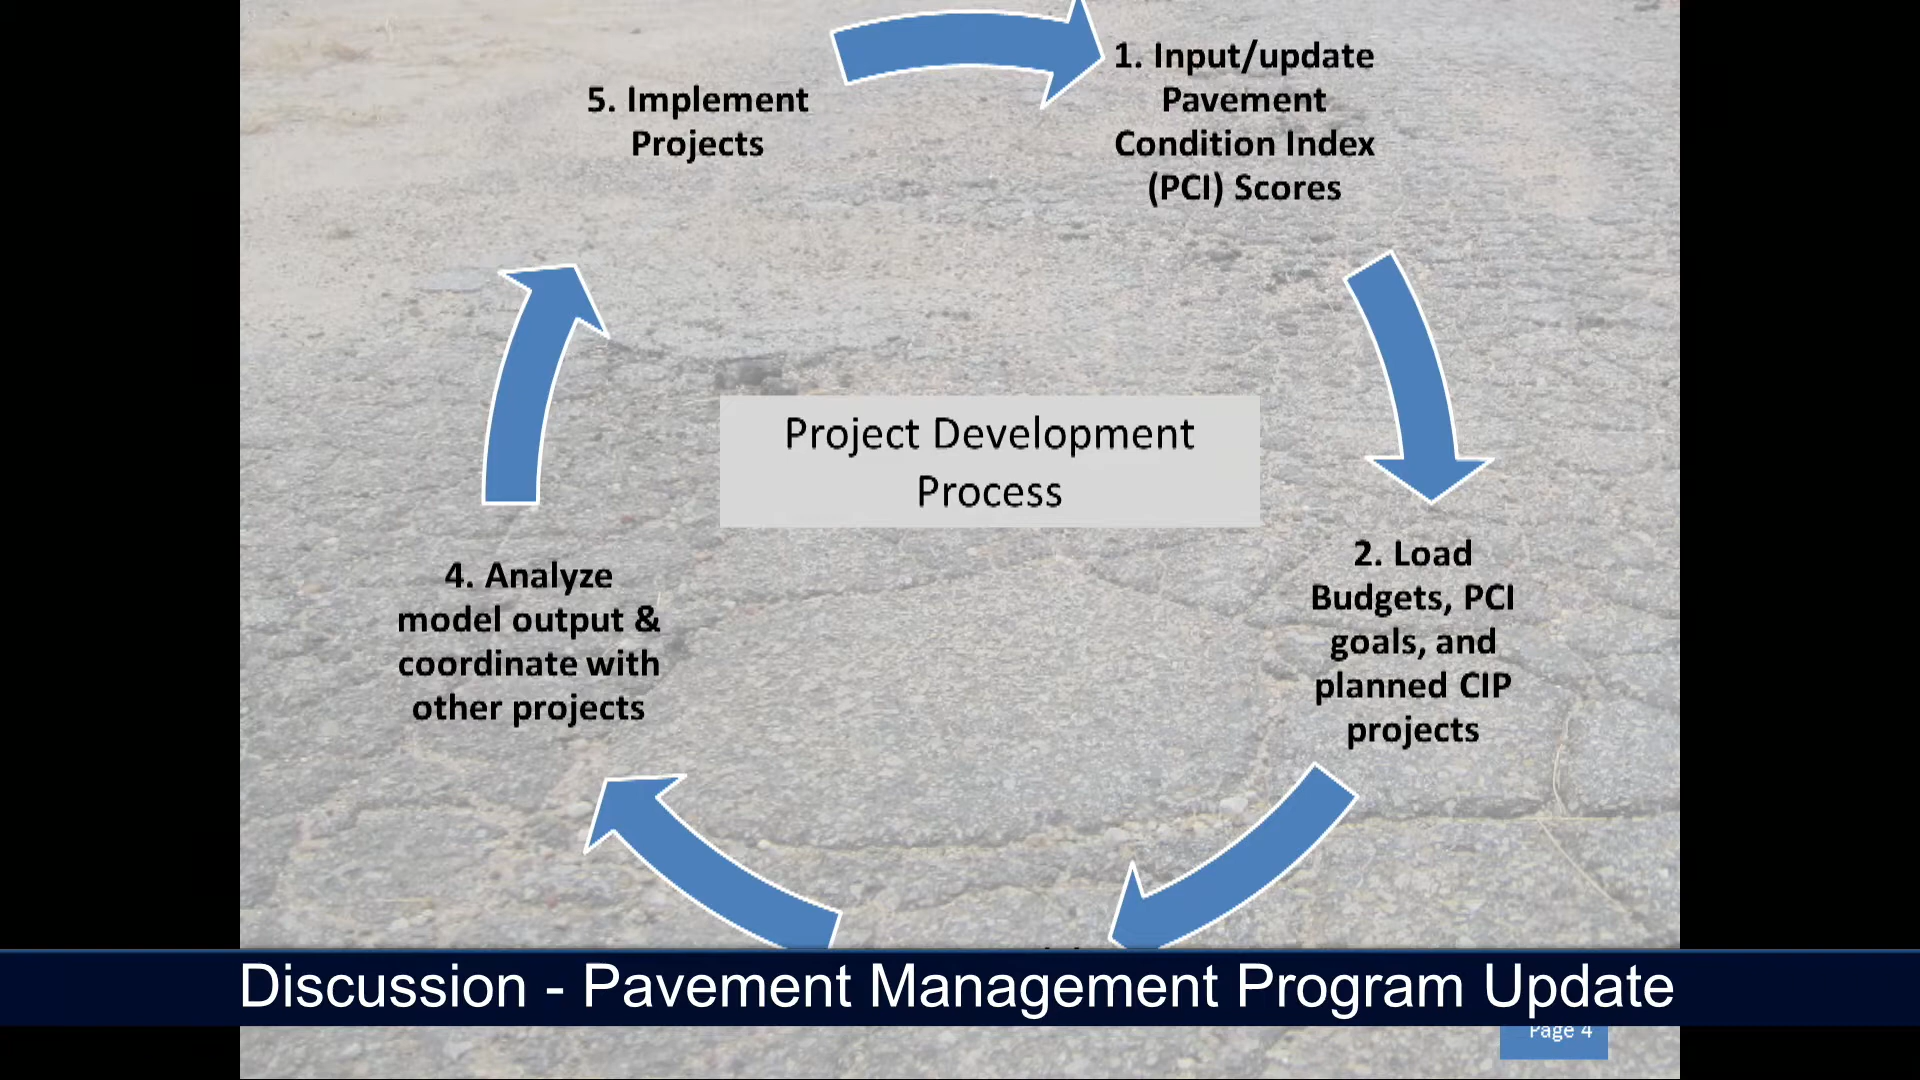 1. Input/update
Pavement
Condition Index
(PCI) Scores
2. Load
Budgets, PCI
goals, and
planned CIP
projects
4. Analyze
model output &
coordinate with
other projects
5. Implement
Projects
Project Development
Process
Discussion - Pavement Management Program Update
Page 4